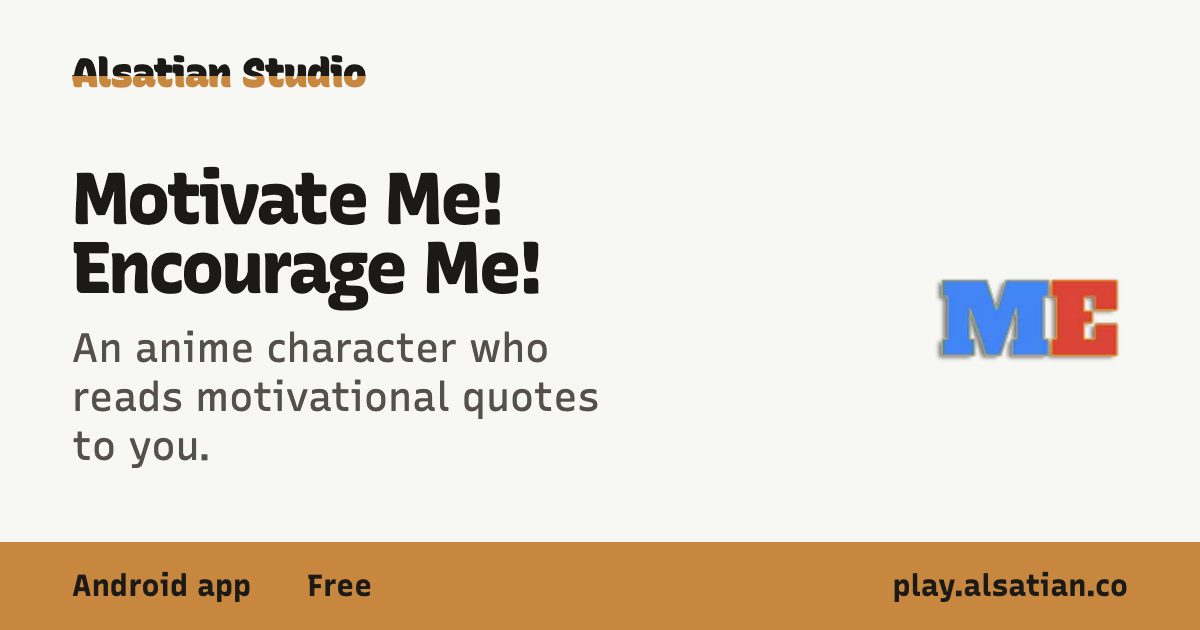 Alsatian Studio
Motivate Me!
Encourage Me!
An anime character who
reads motivational quotes
to you.
ME
Android app
Free
play.alsatian.co